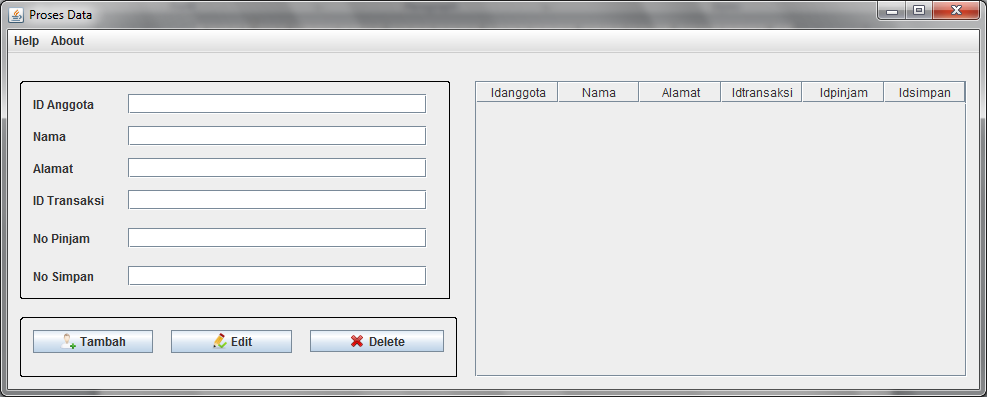 Proses Data
Help About
ID Anggota
Nama
Alamat
ID Transaksi
No Pinjam
No Simpan
Tambah Edit Delete
Idanggota Nama Alamat Idtransaksi Idpinjam Idsimpan